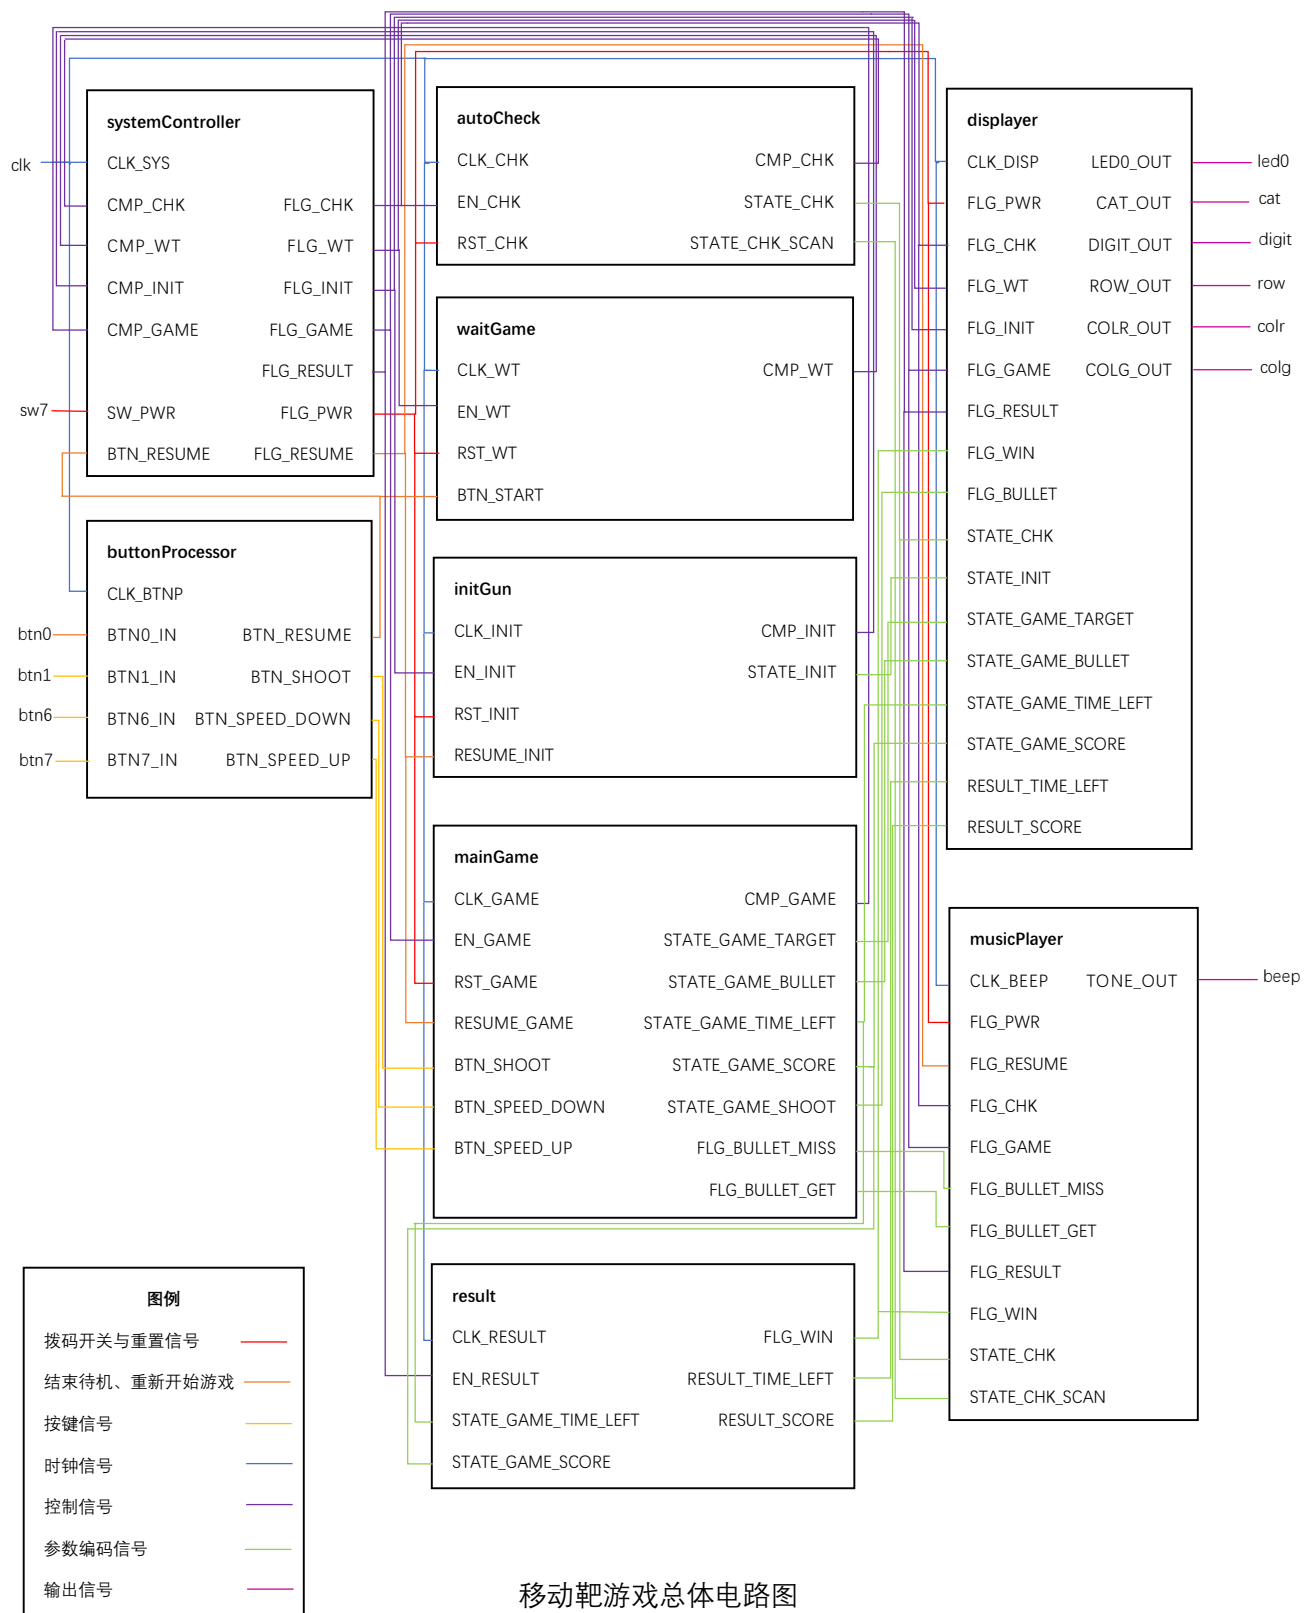 systemController
clk
CLK_SYS
CMP_CHK
FLG_CHK
CMP_WT
FLG_WT
CMP_INIT
FLG_INIT
CMP_GAME
FLG_GAME
FLG_RESULT
sw7
SW_PWR
FLG_PWR
BTN_RESUME
FLG_RESUME
buttonProcessor
CLK_BTNP
btn0
BTN0_IN
BTN_RESUME
btn1
BTN1_IN
BTN_SHOOT
btn6
BTN6_IN
BTN_SPEED_DOWN
btn7
BTN7_IN
BTN_SPEED_UP
autoCheck
CLK_CHK
CMP_CHK
EN_CHK
STATE_CHK
RST_CHK
STATE_CHK_SCAN
waitGame
CLK_WT
CMP_WT
EN_WT
RST_WT
BTN_START
initGun
CLK_INIT
CMP_INIT
EN_INIT
STATE_INIT
RST_INIT
RESUME_INIT
mainGame
CLK_GAME
CMP_GAME
EN_GAME
STATE_GAME_TARGET
RST_GAME
STATE_GAME_BULLET
RESUME_GAME
STATE_GAME_TIME_LEFT
BTN_SHOOT
STATE_GAME_SCORE
BTN_SPEED_DOWN
STATE_GAME_SHOOT
BTN_SPEED_UP
FLG_BULLET_MISS
FLG_BULLET_GET
result
CLK_RESULT
FLG_WIN
EN_RESULT
RESULT_TIME_LEFT
STATE_GAME_TIME_LEFT
RESULT_SCORE
STATE_GAME_SCORE
displayer
CLK_DISP
LED0_OUT
led0
FLG_PWR
CAT_OUT
cat
FLG_CHK
DIGIT_OUT
digit
FLG_WT
ROW_OUT
row
FLG_INIT
COLR_OUT
colr
FLG_GAME
COLG_OUT
colg
FLG_RESULT
FLG_WIN
FLG_BULLET
STATE_CHK
STATE_INIT
STATE_GAME_TARGET
STATE_GAME_BULLET
STATE_GAME_TIME_LEFT
STATE_GAME_SCORE
RESULT_TIME_LEFT
RESULT_SCORE
musicPlayer
CLK_BEEP
TONE_OUT
beep
FLG_PWR
FLG_RESUME
FLG_CHK
FLG_GAME
FLG_BULLET_MISS
FLG_BULLET_GET
FLG_RESULT
FLG_WIN
STATE_CHK
STATE_CHK_SCAN
图例
拨码开关与重置信号
结束待机、重新开始游戏
按键信号
时钟信号
控制信号
参数编码信号
输出信号
移动靶游戏总体电路图